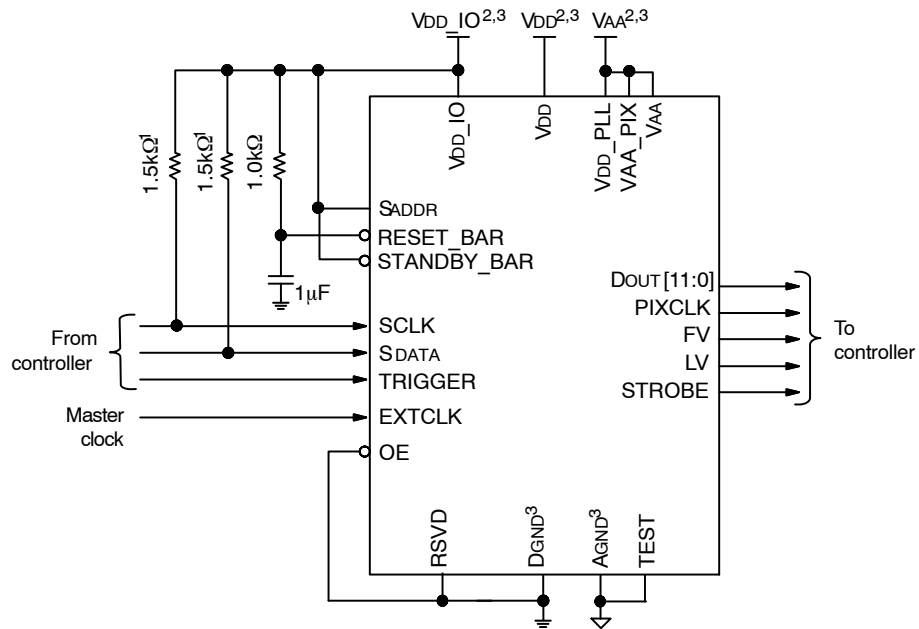 VDD_IO2,3 VDD2,3 VAA2,3
1.5kΩ1
1.5kΩ1
1.0kΩ
VDD_IO
VDD
VDD_PLL
VAA_PIX
VAA
SADDR
RESET_BAR
STANDBY_BAR
1µF
From
controller
SCLK
SDATA
TRIGGER
Master
clock
EXTCLK
OE
DOUT [11:0]
PIXCLK
FV
LV
STROBE
To
controller
RSVD
DGND3
AGND3
TEST